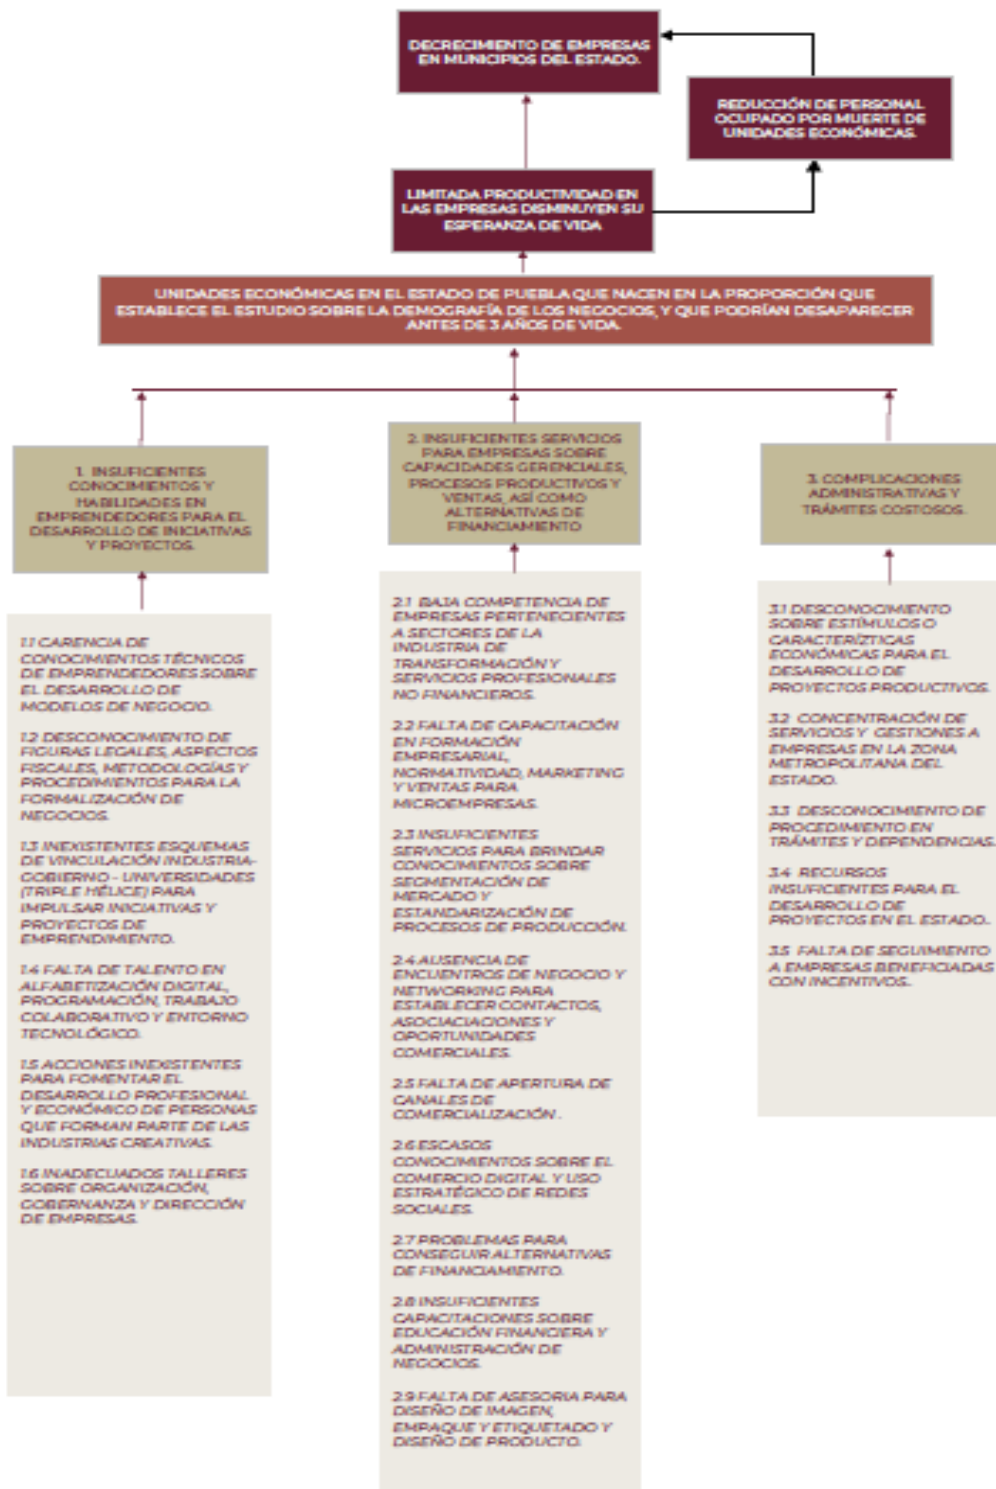 DECRECIMIENTO DE EMPRESAS
EN MUNICIPIOS DEL ESTADO.
REDUCCIÓN DE PERSONAL
OCUPADO POR MUERTE DE
UNIDADES ECONÓMICAS.
LIMITADA PRODUCTIVIDAD EN
LAS EMPRESAS DISMINUYEN SU
ESPERANZA DE VIDA
UNIDADES ECONÓMICAS EN EL ESTADO DE PUEBLA QUE NACEN EN LA PROPORCIÓN QUE
ESTABLECE EL ESTUDIO SOBRE LA DEMOGRAFÍA DE LOS NEGOCIOS, Y QUE PODRÍAN DESAPARECER
ANTES DE 3 AÑOS DE VIDA.
1. INSUFICIENTES
CONOCIMIENTOS Y
HABILIDADES EN
EMPRENDEDORES PARA EL
DESARROLLO DE INICIATIVAS
Y PROYECTOS.
1.1 CARENCIA DE
CONOCIMIENTOS TÉCNICOS
DE EMPRENDEDORES SOBRE
EL DESARROLLO DE
MODELOS DE NEGOCIO.
1.2 DESCONOCIMIENTO DE
FIGURAS LEGALES, ASPECTOS
FISCALES, METODOLOGÍAS Y
PROCEDIMIENTOS PARA LA
FORMALIZACIÓN DE
NEGOCIOS.
1.3 INEXISTENTES ESQUEMAS
DE VINCULACIÓN INDUSTRIA-
GOBIERNO - UNIVERSIDADES
(TRIPLE HÉLICE) PARA
IMPULSAR INICIATIVAS Y
PROYECTOS DE
EMPRENDIMIENTO.
1.4 FALTA DE TALENTO EN
ALFABETIZACIÓN DIGITAL,
PROGRAMACIÓN, TRABAJO
COLABORATIVO Y ENTORNO
TECNOLÓGICO.
1.5 ACCIONES INEXISTENTES
PARA FOMENTAR EL
DESARROLLO PROFESIONAL
Y ECONÓMICO DE PERSONAS
QUE FORMAN PARTE DE LAS
INDUSTRIAS CREATIVAS.
1.6 INADECUADOS TALLERES
SOBRE ORGANIZACIÓN,
GOBERNANZA Y DIRECCIÓN
DE EMPRESAS.
2. INSUFICIENTES SERVICIOS
PARA EMPRESAS SOBRE
CAPACIDADES GERENCIALES,
PROCESOS PRODUCTIVOS Y
VENTAS, ASÍ COMO
ALTERNATIVAS DE
FINANCIAMIENTO
2.1 BAJA COMPETENCIA DE
EMPRESAS PERTENECIENTES
A SECTORES DE LA
INDUSTRIA DE
TRANSFORMACIÓN Y
SERVICIOS PROFESIONALES
NO FINANCIEROS.
2.2 FALTA DE CAPACITACIÓN
EN FORMACIÓN
EMPRESARIAL,
NORMATIVIDAD, MARKETING
Y VENTAS PARA
MICROEMPRESAS.
2.3 INSUFICIENTES
SERVICIOS PARA BRINDAR
CONOCIMIENTOS SOBRE
SEGMENTACIÓN DE
MERCADO Y
ESTANDARIZACIÓN DE
PROCESOS DE PRODUCCIÓN.
2.4 AUSENCIA DE
ENCUENTROS DE NEGOCIO Y
NETWORKING PARA
ESTABLECER CONTACTOS,
ASOCIACIACIONES Y
OPORTUNIDADES
COMERCIALES.
2.5 FALTA DE APERTURA DE
CANALES DE
COMERCIALIZACIÓN .
2.6 ESCASOS
CONOCIMIENTOS SOBRE EL
COMERCIO DIGITAL Y USO
ESTRATÉGICO DE REDES
SOCIALES.
2.7 PROBLEMAS PARA
CONSEGUIR ALTERNATIVAS
DE FINANCIAMIENTO.
2.8 INSUFICIENTES
CAPACITACIONES SOBRE
EDUCACIÓN FINANCIERA Y
ADMINISTRACIÓN DE
NEGOCIOS.
2.9 FALTA DE ASESORIA PARA
DISEÑO DE IMAGEN,
EMPAQUE Y ETIQUETADO Y
DISEÑO DE PRODUCTO.
3. COMPLICACIONES
ADMINISTRATIVAS Y
TRÁMITES COSTOSOS.
3.1 DESCONOCIMIENTO
SOBRE ESTÍMULOS O
CARACTERÍZTICAS
ECONÓMICAS PARA EL
DESARROLLO DE
PROYECTOS PRODUCTIVOS.
3.2 CONCENTRACIÓN DE
SERVICIOS Y GESTIONES A
EMPRESAS EN LA ZONA
METROPOLITANA DEL
ESTADO.
3.3 DESCONOCIMIENTO DE
PROCEDIMIENTO EN
TRÁMITES Y DEPENDENCIAS.
3.4 RECURSOS
INSUFICIENTES PARA EL
DESARROLLO DE
PROYECTOS EN EL ESTADO..
3.5 FALTA DE SEGUIMIENTO
A EMPRESAS BENEFICIADAS
CON INCENTIVOS..